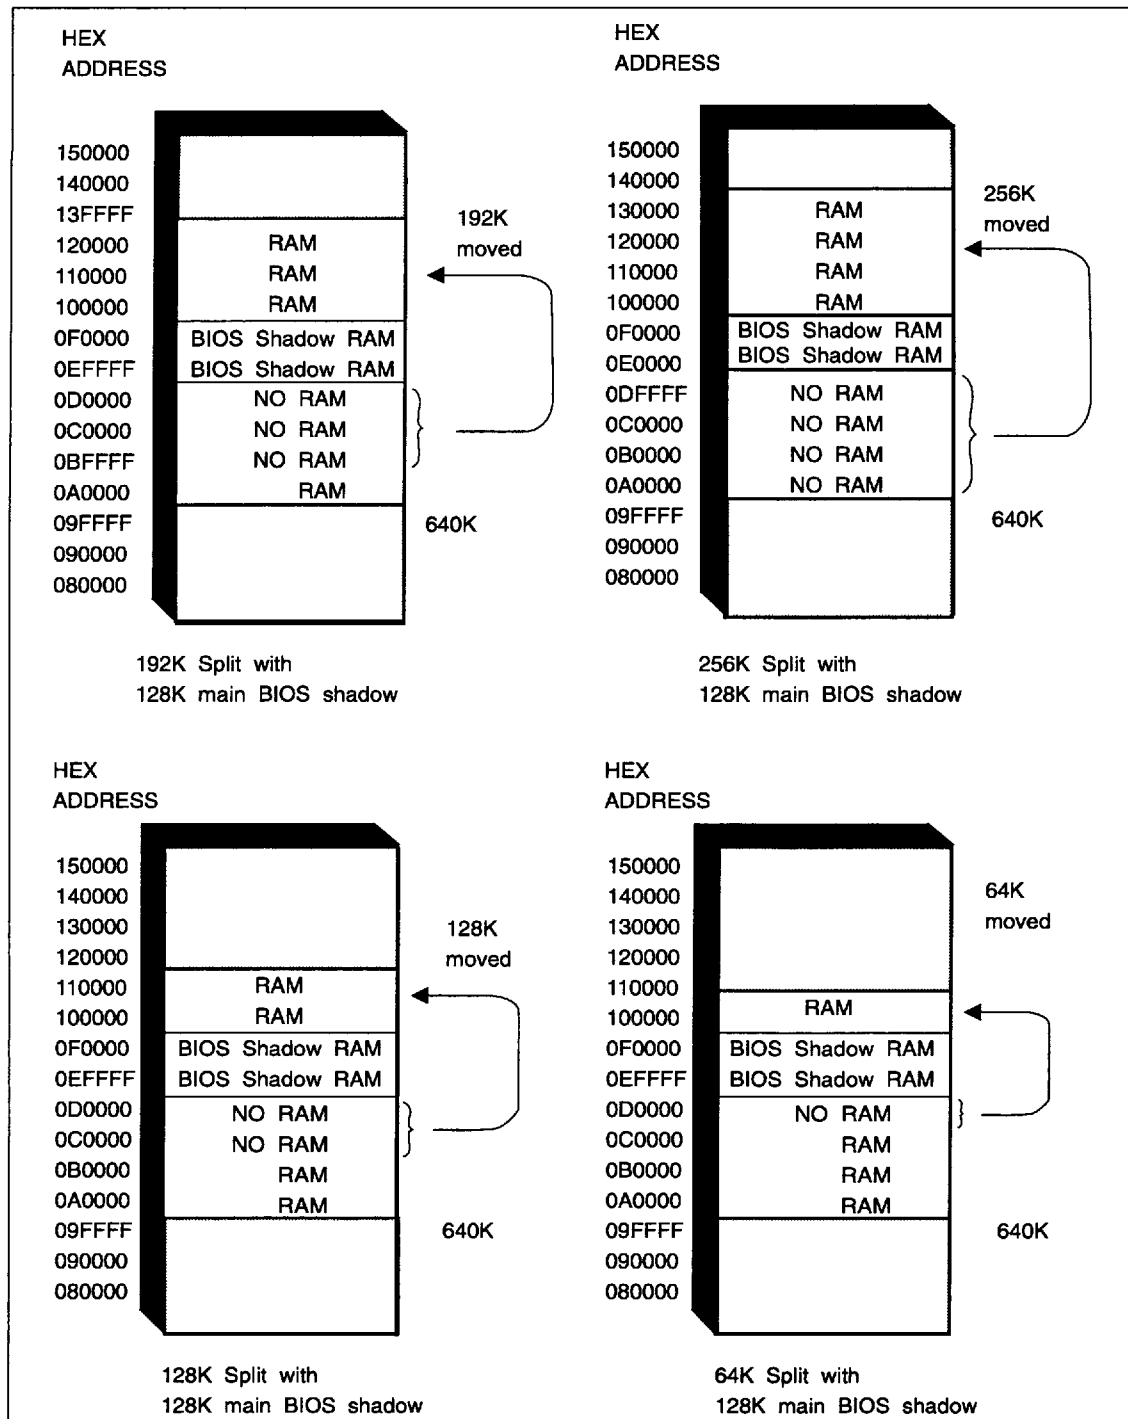 HEX
ADDRESS
150000
140000
13FFFF
120000
110000
100000
0F0000
0EFFFF
0D0000
0C0000
0BFFFF
0A0000
09FFFF
090000
080000
RAM
RAM
RAM
BIOS Shadow RAM
BIOS Shadow RAM
NO RAM
NO RAM
NO RAM
RAM
192K
moved
640K
192K Split with
128K main BIOS shadow
HEX
ADDRESS
150000
140000
130000
120000
110000
100000
0F0000
0E0000
0DFFFF
0C0000
0B0000
0A0000
09FFFF
090000
080000
RAM
RAM
RAM
RAM
BIOS Shadow RAM
BIOS Shadow RAM
NO RAM
NO RAM
NO RAM
NO RAM
256K
moved
640K
256K Split with
128K main BIOS shadow
HEX
ADDRESS
150000
140000
130000
120000
110000
100000
0F0000
0EFFFF
0D0000
0C0000
0B0000
0A0000
09FFFF
090000
080000
RAM
RAM
BIOS Shadow RAM
BIOS Shadow RAM
NO RAM
NO RAM
RAM
RAM
128K
moved
640K
128K Split with
128K main BIOS shadow
HEX
ADDRESS
150000
140000
130000
120000
110000
100000
0F0000
0EFFFF
0D0000
0C0000
0B0000
0A0000
09FFFF
090000
080000
RAM
BIOS Shadow RAM
BIOS Shadow RAM
NO RAM
RAM
RAM
RAM
64K
moved
640K
64K Split with
128K main BIOS shadow